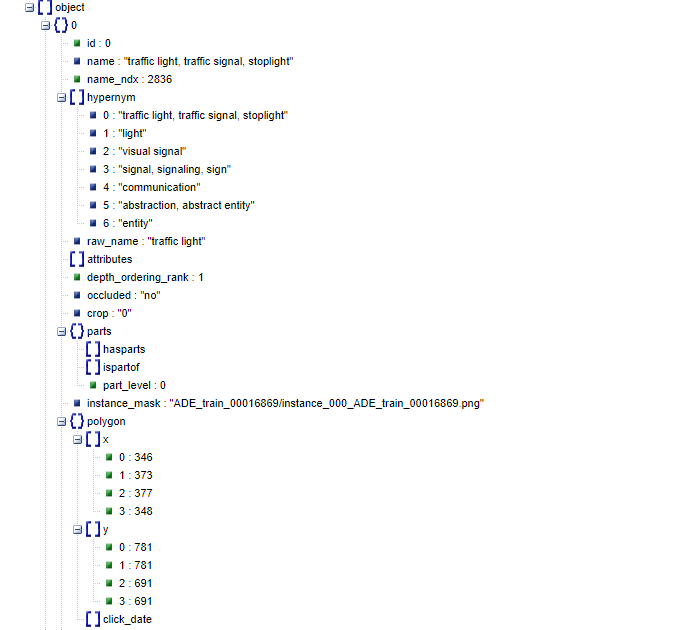 object
0
id : 0
name : "traffic light, traffic signal, stoplight"
name_ndx : 2836
hypernym
0 : "traffic light, traffic signal, stoplight"
1 : "light"
2 : "visual signal"
3 : "signal, signaling, sign"
4 : "communication"
5 : "abstraction, abstract entity"
6 : "entity"
raw_name : "traffic light"
attributes
depth_ordering_rank : 1
occluded : "no"
crop : "0"
parts
hasparts
ispartof
part_level : 0
instance_mask : "ADE_train_00016869/instance_000_ADE_train_00016869.png"
polygon
x
0 : 346
1 : 373
2 : 377
3 : 348
y
0 : 781
1 : 781
2 : 691
3 : 691
click_date